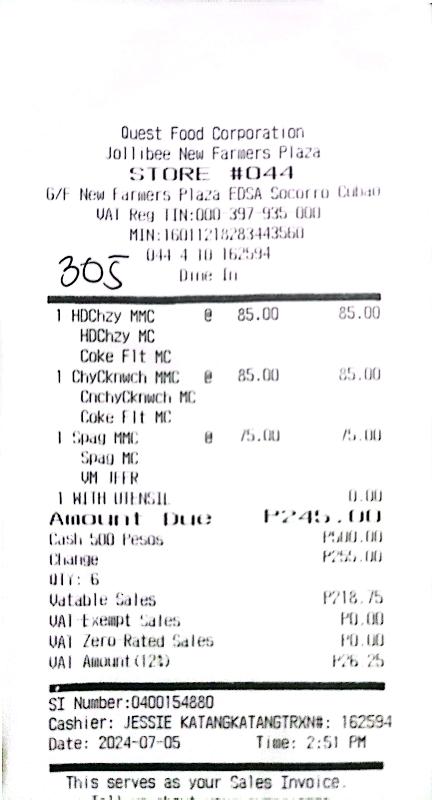 Quest Food Corporation
Jollibee New Farmers Plaza
STORE #044
G/F New Farmers Plaza EDSA Socorro Cubao
VAT Reg TIN:000 397-935 000
MIN:16011218283443560
044 4 10 162594
305
Dine In
1 HDChzy MMC @ 85.00 85.00
HDChzy MC
Coke Flt MC
1 ChyCknwch MMC @ 85.00 85.00
CnchyCknwch MC
Coke Flt MC
1 Spag MMC @ 75.00 75.00
Spag MC
VM JFFR
1 WITH UTENSIL 0.00
Amount Due P245.00
Cash 500 Pesos P500.00
Change P255.00
QTY: 6
Vatable Sales P218.75
VAT-Exempt Sales P0.00
VAT Zero-Rated Sales P0.00
VAT Amount(12%) P26.25
SI Number:0400154880
Cashier: JESSIE KATANGKATANGTRXN#: 162594
Date: 2024-07-05 Time: 2:51 PM
This serves as your Sales Invoice.